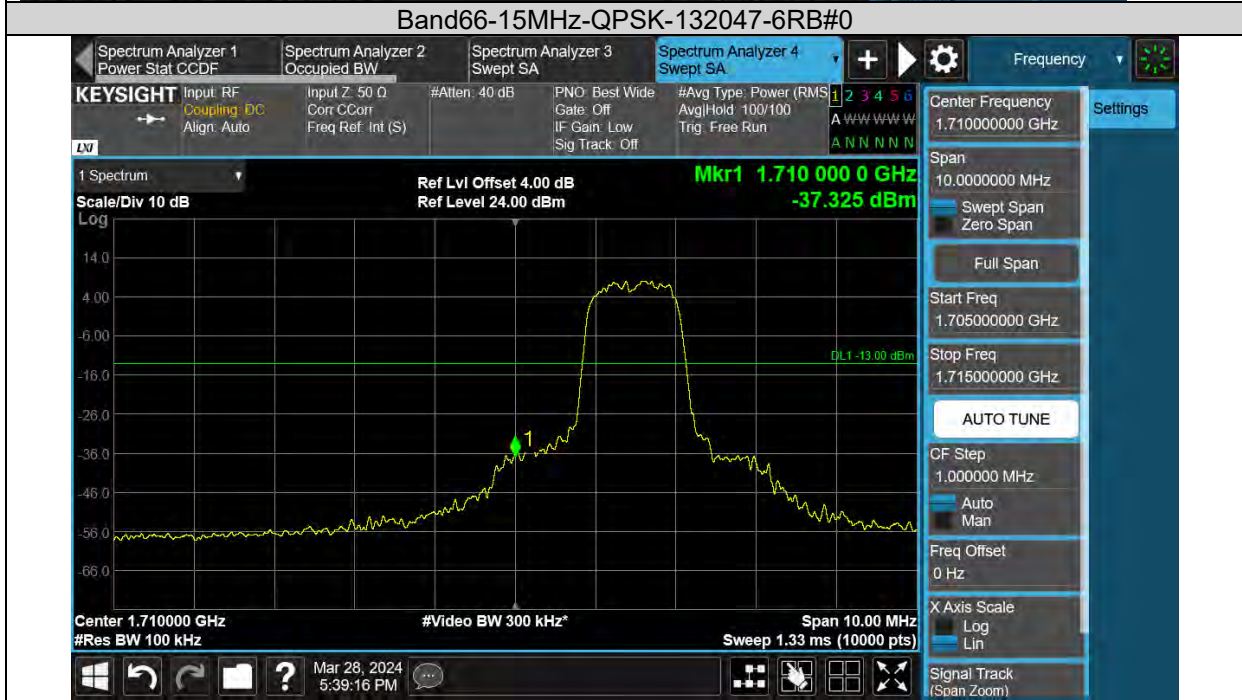 Band66-15MHz-QPSK-132047-6RB#0
Spectrum Analyzer 1
Power Stat CCDF
Spectrum Analyzer 2
Occupied BW
Spectrum Analyzer 3
Swept SA
Spectrum Analyzer 4
Swept SA
Frequency
KEYSIGHT
LXI
Input: RF
Coupling: DC
Align: Auto
Input Z: 50 Ω
Corr CCorr
Freq Ref: Int (S)
#Atten: 40 dB
PNO: Best Wide
Gate: Off
IF Gain: Low
Sig Track: Off
#Avg Type: Power (RMS
Avg|Hold: 100/100
Trig: Free Run
1 2 3 4 5 6
A W W W W W
A N N N N N
1 Spectrum
Scale/Div 10 dB
Log
Ref Lvl Offset 4.00 dB
Ref Level 24.00 dBm
Mkr1 1.710 000 0 GHz
-37.325 dBm
14.0
4.00
-6.00
DL1 -13.00 dBm
-16.0
-26.0
1
-36.0
-46.0
-56.0
-66.0
Center 1.710000 GHz
#Res BW 100 kHz
#Video BW 300 kHz*
Span 10.00 MHz
Sweep 1.33 ms (10000 pts)
Mar 28, 2024
5:39:16 PM
Settings
Center Frequency
1.710000000 GHz
Span
10.0000000 MHz
Swept Span
Zero Span
Full Span
Start Freq
1.705000000 GHz
Stop Freq
1.715000000 GHz
AUTO TUNE
CF Step
1.000000 MHz
Auto
Man
Freq Offset
0 Hz
X Axis Scale
Log
Lin
Signal Track
(Span Zoom)